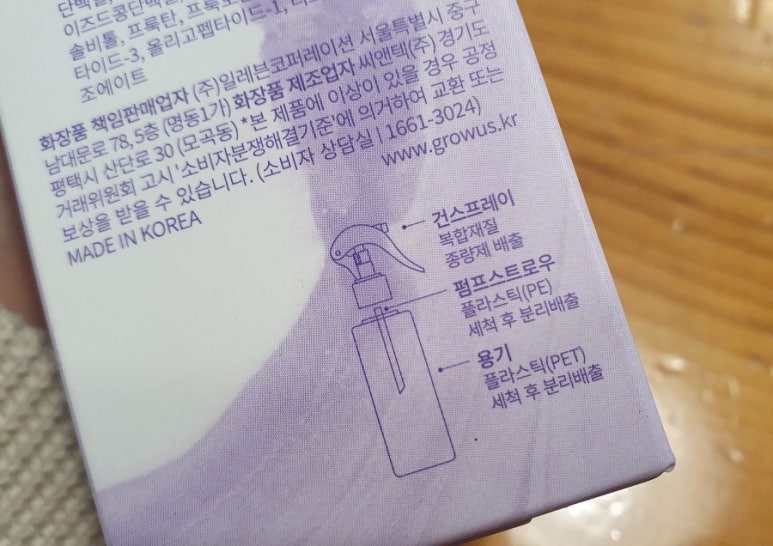 단백질,
이즈드콩단백질,
솔비톨, 프룩탄, 프룩토
타이드-3, 올리고펩타이드-1,
조에이트
화장품 책임판매업자 (주)일레븐코퍼레이션 서울특별시 중구
남대문로 78, 5층 (명동1가) 화장품 제조업자 씨앤텍(주) 경기도
평택시 산단로 30 (모곡동) *본 제품에 이상이 있을 경우 공정
거래위원회 고시 '소비자분쟁해결기준'에 의거하여 교환 또는
보상을 받을 수 있습니다. (소비자 상담실 | 1661-3024)
MADE IN KOREA
www.growus.kr
건스프레이
복합재질
종량제 배출
펌프스트로우
플라스틱(PE)
세척 후 분리배출
용기
플라스틱(PET)
세척 후 분리배출